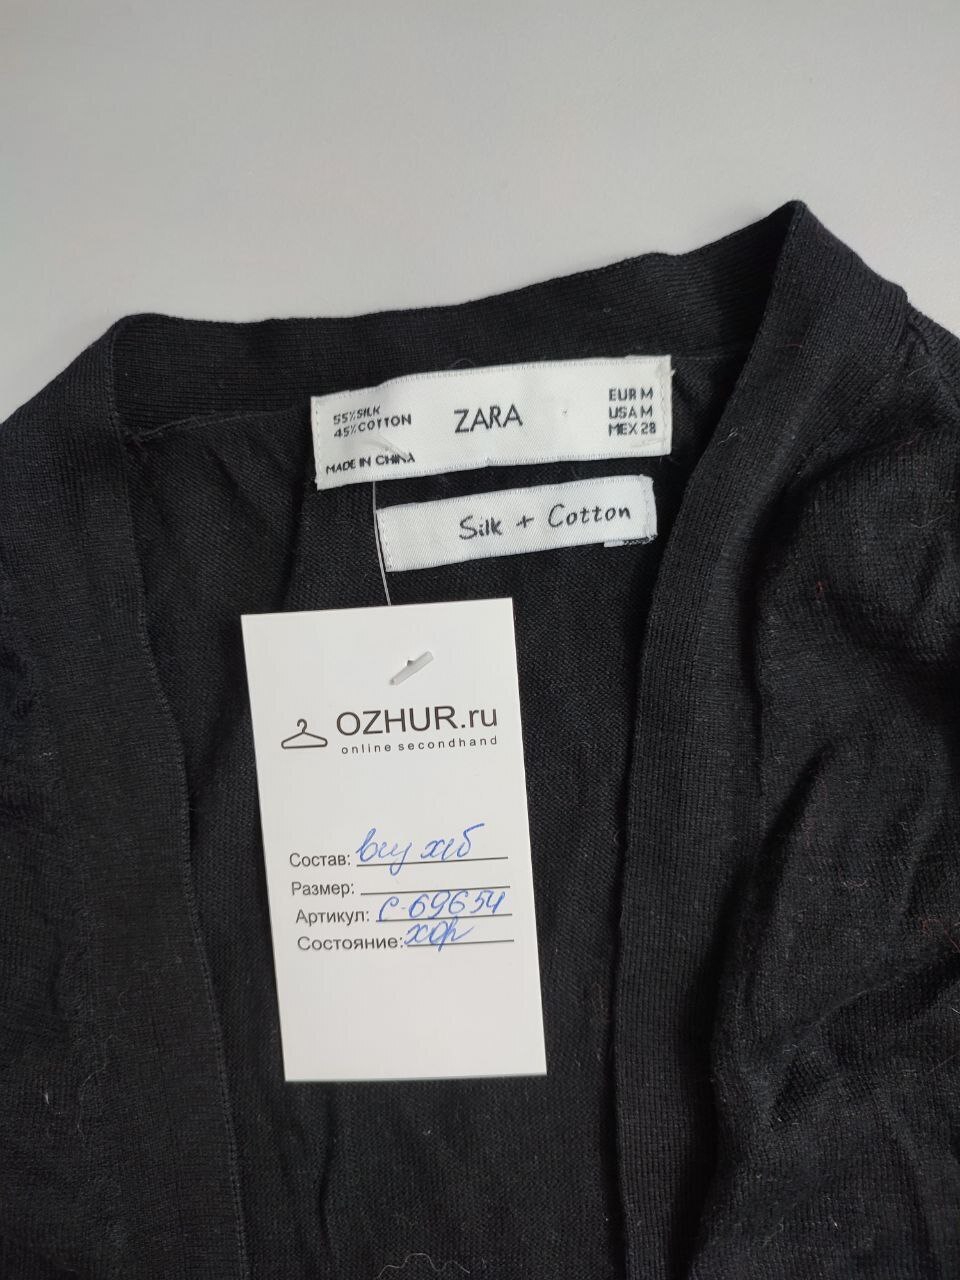 55%SILK
45%COTTON
MADE IN CHINA
ZARA
EUR M
USA M
MEX 28
Silk + Cotton
OZHUR.ru
online secondhand
Состав: х/б
Размер:
Артикул: С-69654
Состояние: хор